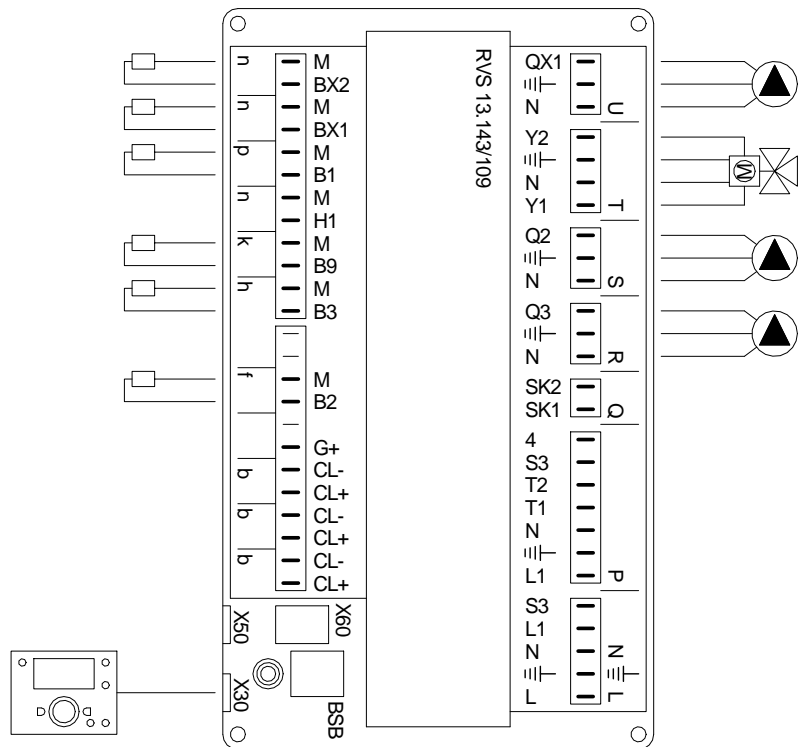 RVS 13.143/109
n
M
BX2
n
M
BX1
p
M
B1
n
M
H1
k
M
B9
h
M
B3
f
M
B2
G+
b
CL-
CL+
b
CL-
CL+
b
CL-
CL+
X50
X60
X30
BSB
QX1
N
U
Y2
N
Y1
T
M
Q2
N
S
Q3
N
R
SK2
SK1
Q
4
S3
T2
T1
N
L1
P
S3
L1
N
L
N
L